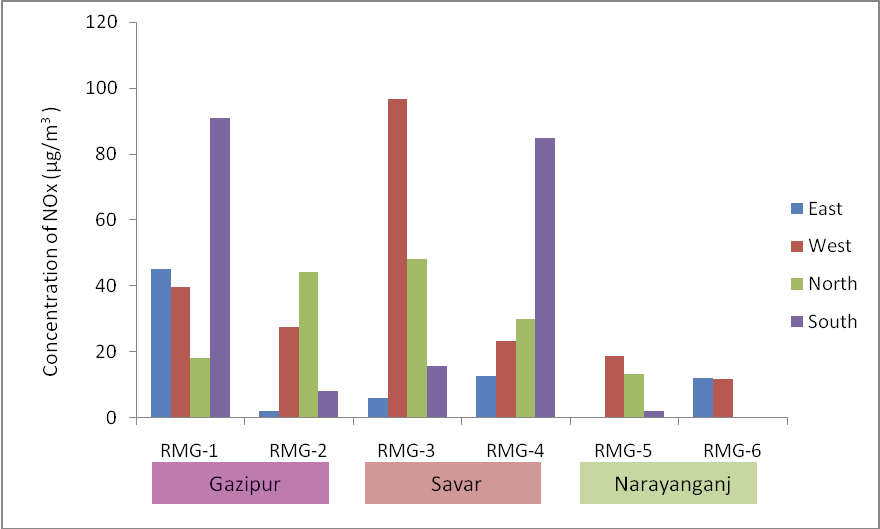 Concentration of NOx (µg/m³ )
120
100
80
60
40
20
0
RMG-1 RMG-2 RMG-3 RMG-4 RMG-5 RMG-6
Gazipur Savar Narayanganj
East
West
North
South